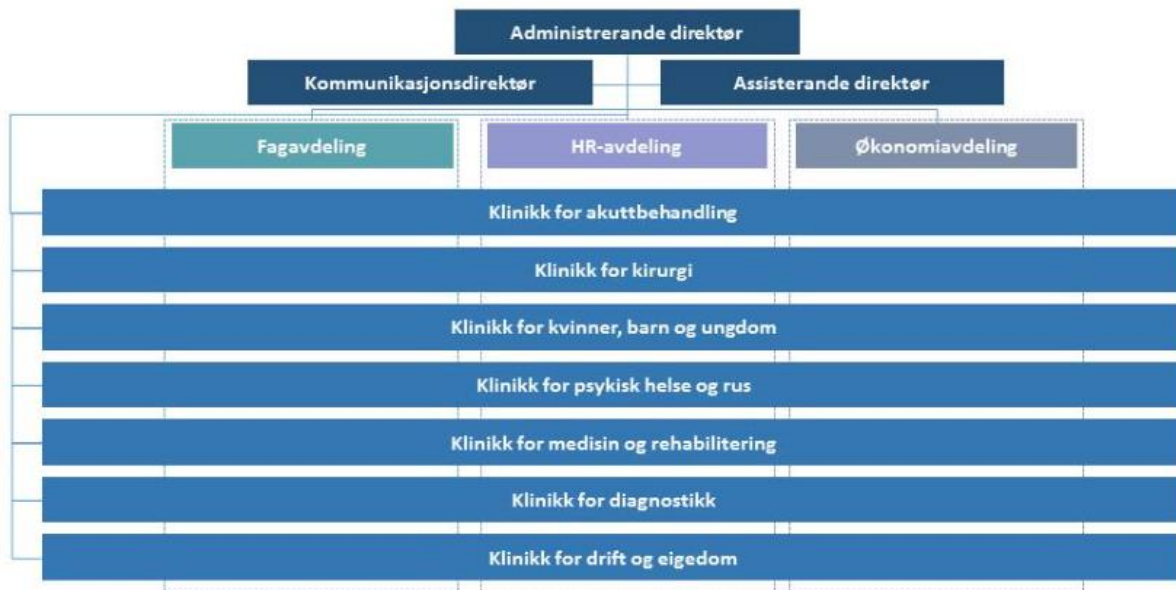 Administrerande direktør
Kommunikasjonsdirektør
Assisterande direktør
Fagavdeling
HR-avdeling
Økonomiavdeling
Klinikk for akuttbehandling
Klinikk for kirurgi
Klinikk for kvinner, barn og ungdom
Klinikk for psykisk helse og rus
Klinikk for medisin og rehabilitering
Klinikk for diagnostikk
Klinikk for drift og eigedom